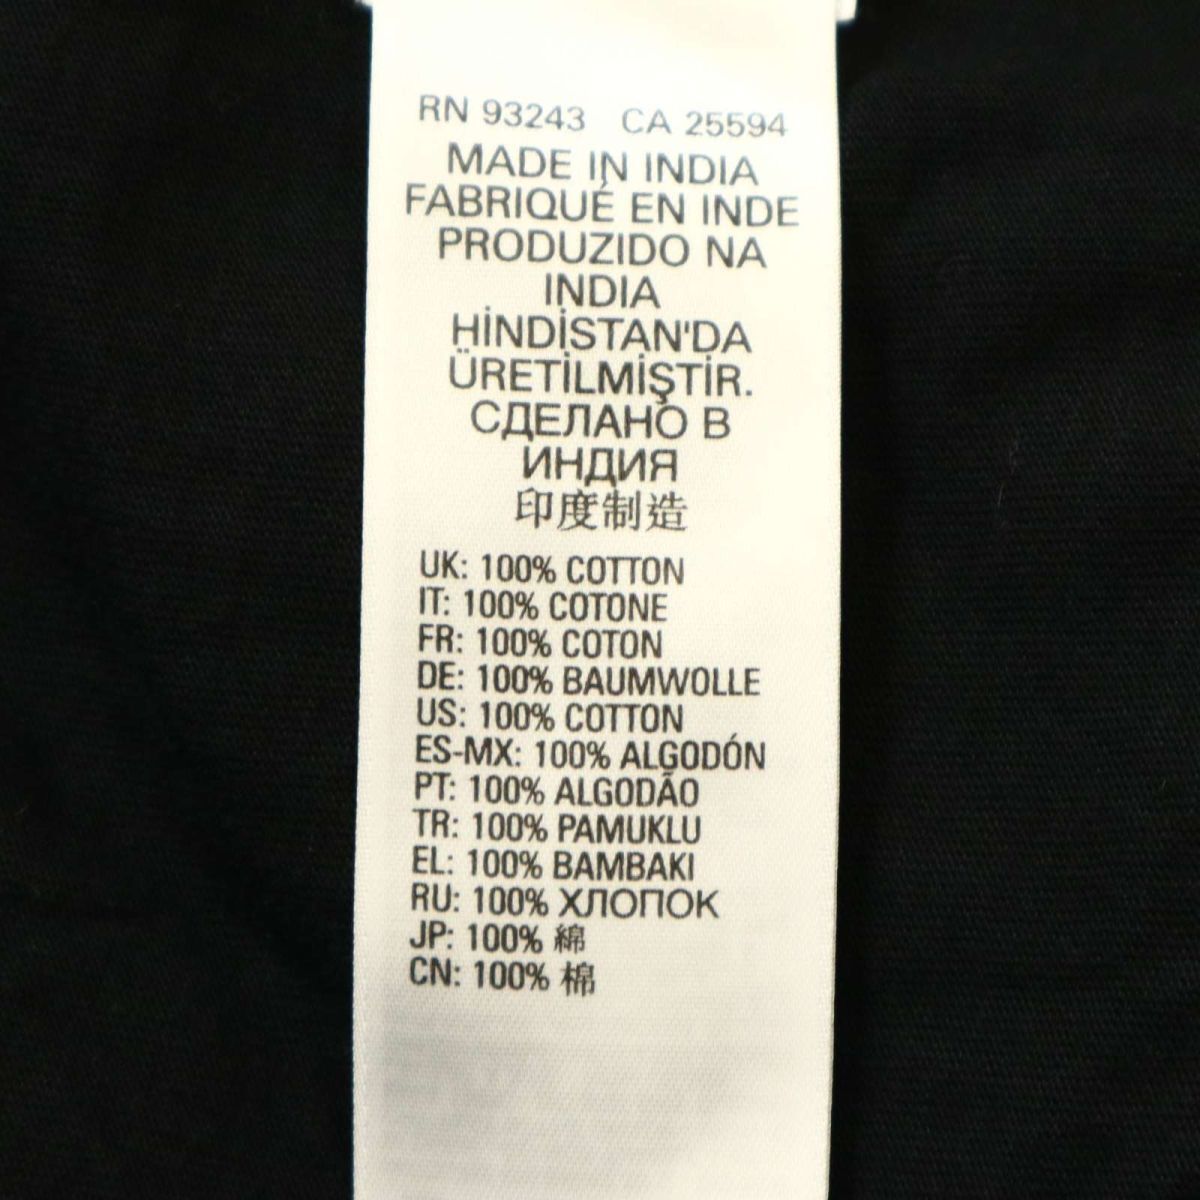 RN 93243 CA 25594
MADE IN INDIA
FABRIQUÉ EN INDE
PRODUZIDO NA
INDIA
HİNDİSTAN'DA
ÜRETİLMİŞTİR.
СДЕЛАНО В
ИНДИЯ
印度制造
UK: 100% COTTON
IT: 100% COTONE
FR: 100% COTON
DE: 100% BAUMWOLLE
US: 100% COTTON
ES-MX: 100% ALGODÓN
PT: 100% ALGODÃO
TR: 100% PAMUKLU
EL: 100% BAMBAKI
RU: 100% ХЛОПОК
JP: 100% 綿
CN: 100% 棉